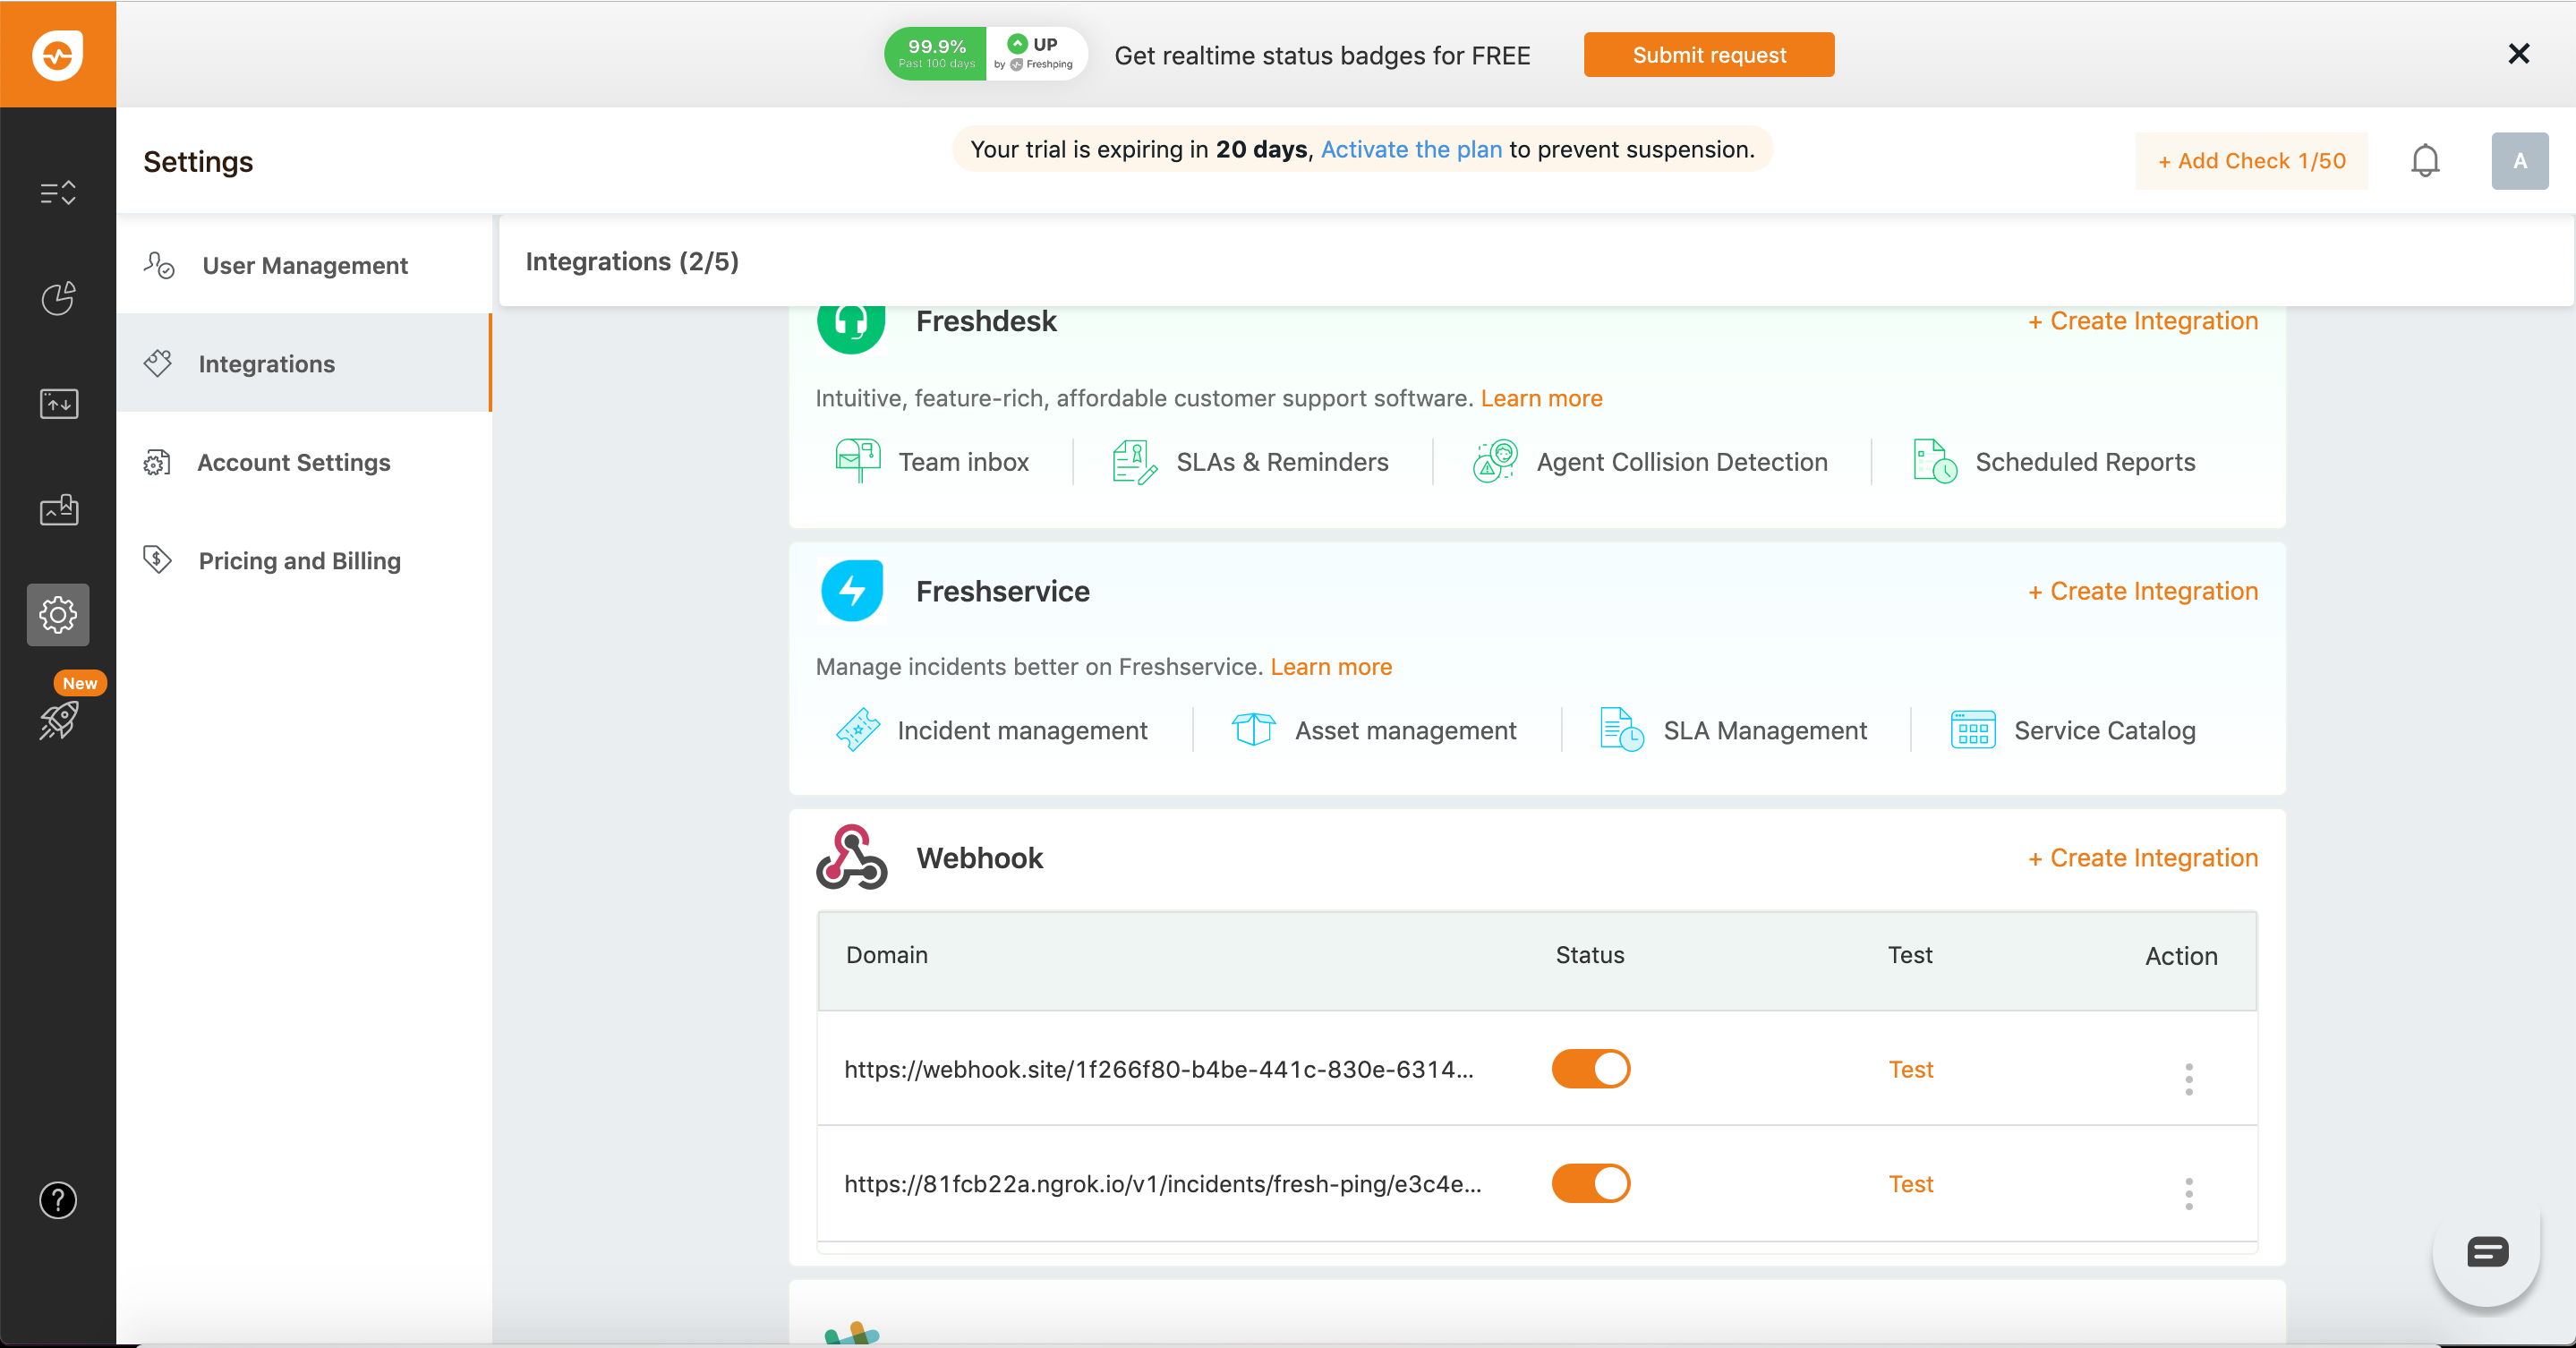 99.9%
Past 100 days
UP
by Freshping
Get realtime status badges for FREE
Submit request
Settings
Your trial is expiring in 20 days, Activate the plan to prevent suspension.
+ Add Check 1/50
A
User Management
Integrations
Account Settings
Pricing and Billing
New
Integrations (2/5)
Freshdesk
+ Create Integration
Intuitive, feature-rich, affordable customer support software. Learn more
Team inbox
SLAs & Reminders
Agent Collision Detection
Scheduled Reports
Freshservice
+ Create Integration
Manage incidents better on Freshservice. Learn more
Incident management
Asset management
SLA Management
Service Catalog
Webhook
+ Create Integration
Domain
Status
Test
Action
https://webhook.site/1f266f80-b4be-441c-830e-6314...
Test
https://81fcb22a.ngrok.io/v1/incidents/fresh-ping/e3c4e...
Test